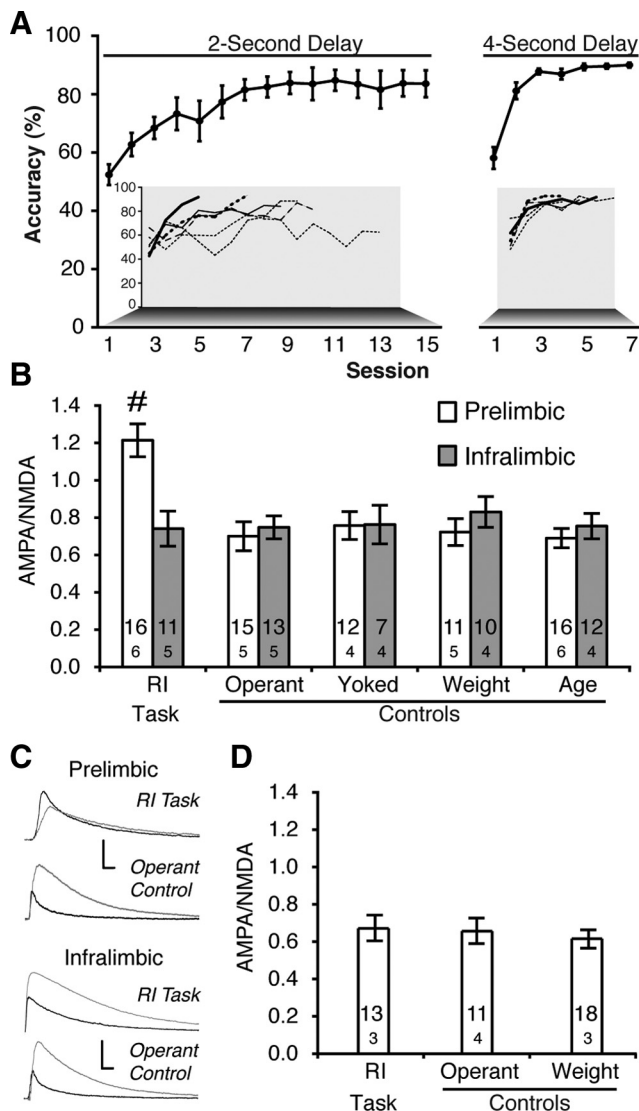 A
2-Second Delay
4-Second Delay
Accuracy (%)
100
80
60
40
20
0
100
80
60
40
20
0
1 3 5 7 9 11 13 15
1 3 5 7
Session
B
AMPA/NMDA
1.4
1.2
1.0
0.8
0.6
0.4
0.2
0.0
#
Prelimbic
Infralimbic
16 11 15 13 12 7 11 10 16 12
6 5 5 5 4 4 5 4 6 4
RI Operant Yoked Weight Age
Task Controls
C
Prelimbic
RI Task
Operant
Control
Infralimbic
RI Task
Operant
Control
D
AMPA/NMDA
1.4
1.2
1.0
0.8
0.6
0.4
0.2
0.0
13 11 18
3 4 3
RI Operant Weight
Task Controls